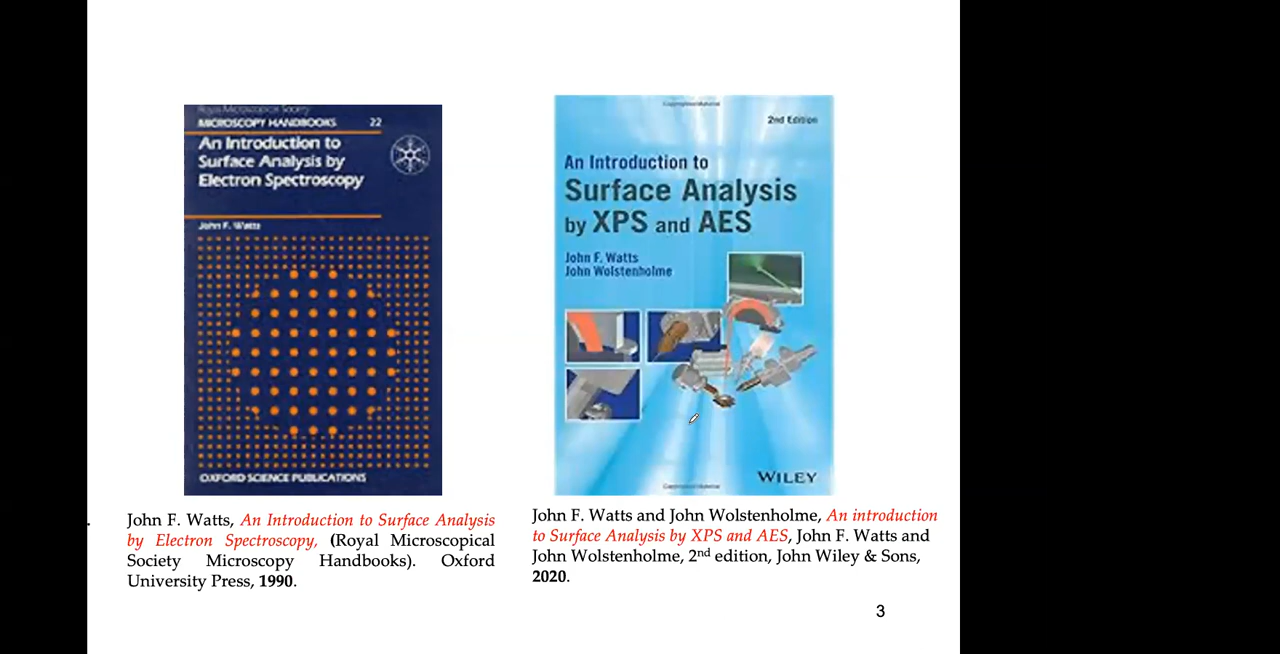 Royal Microscopical Society
MICROSCOPY HANDBOOKS 22
An Introduction to
Surface Analysis by
Electron Spectroscopy
John F. Watts
OXFORD SCIENCE PUBLICATIONS
John F. Watts, An Introduction to Surface Analysis
by Electron Spectroscopy, (Royal Microscopical
Society Microscopy Handbooks). Oxford
University Press, 1990.
Copyrighted Material
2nd Edition
An Introduction to
Surface Analysis
by XPS and AES
John F. Watts
John Wolstenholme
WILEY
Copyrighted Material
John F. Watts and John Wolstenholme, An introduction
to Surface Analysis by XPS and AES, John F. Watts and
John Wolstenholme, 2nd edition, John Wiley & Sons,
2020.
3